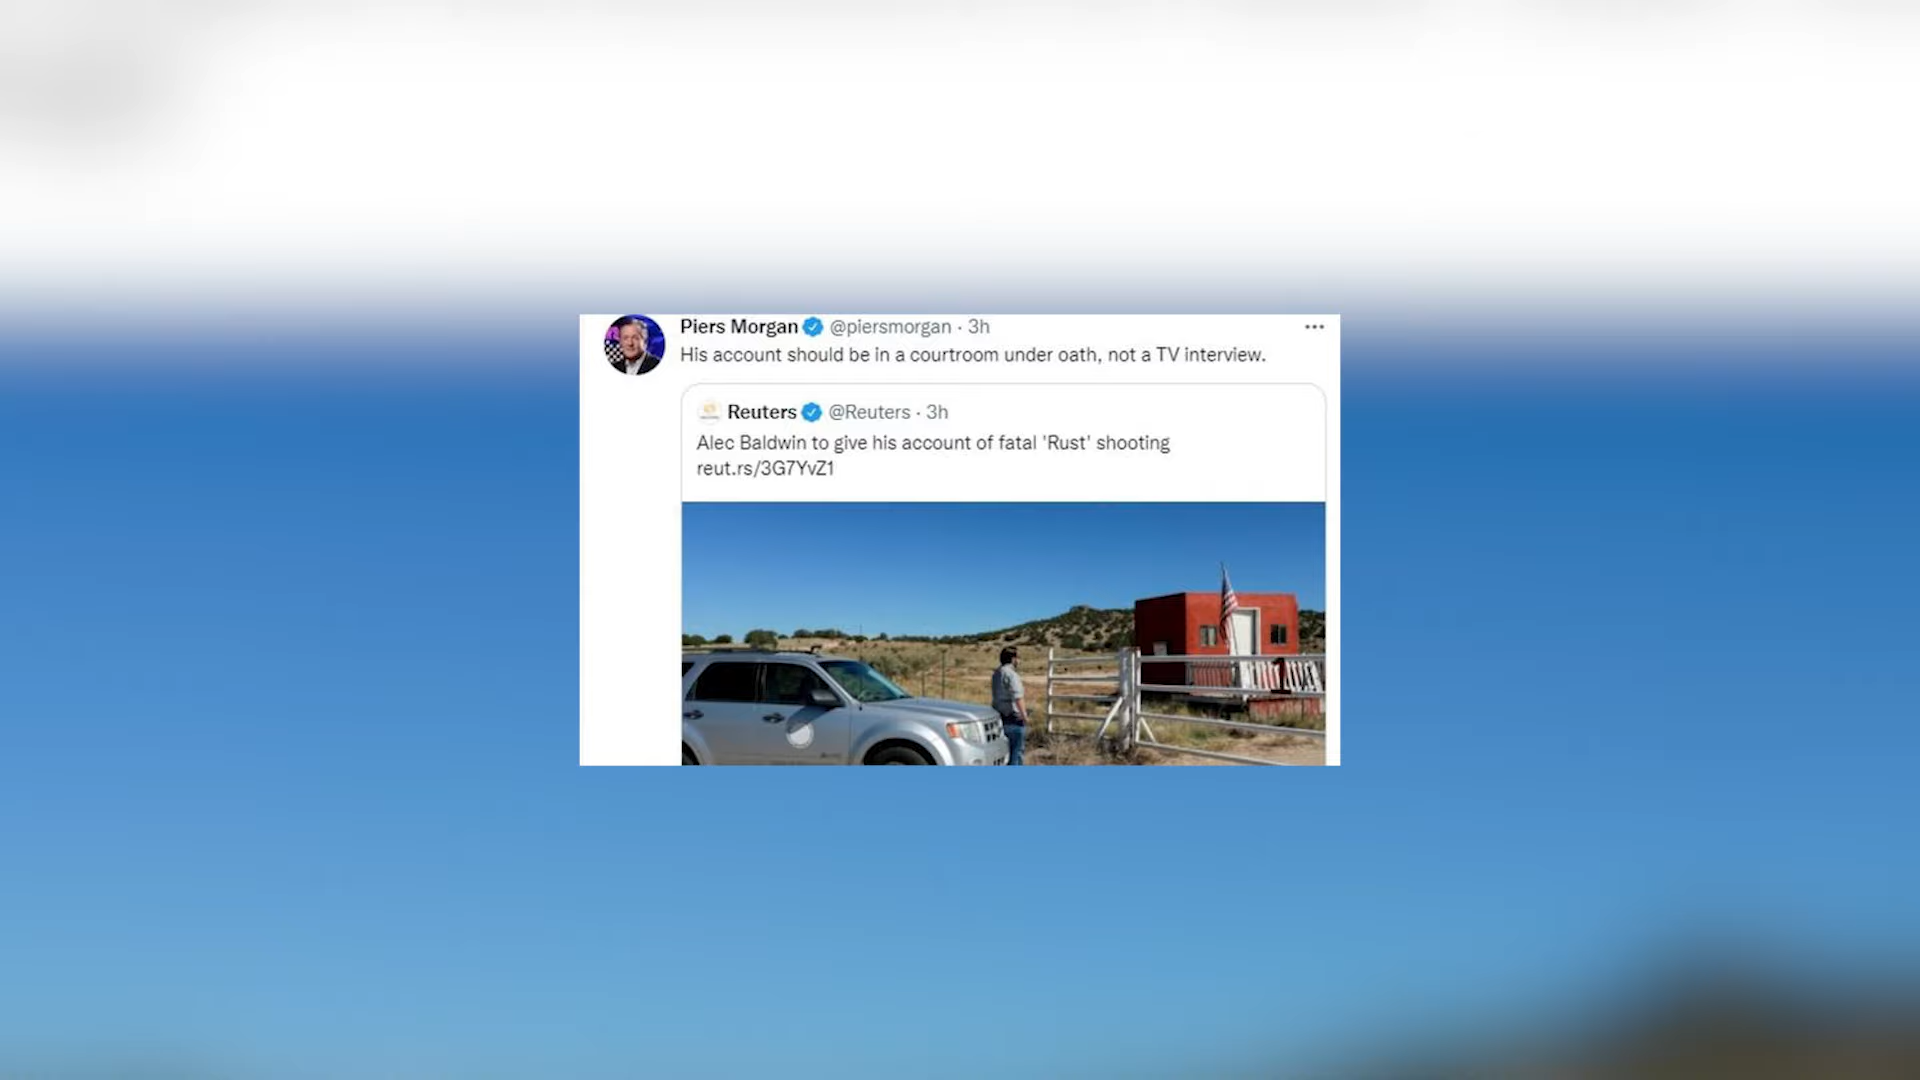 Piers Morgan @piersmorgan · 3h
His account should be in a courtroom under oath, not a TV interview.
Reuters @Reuters · 3h
Alec Baldwin to give his account of fatal 'Rust' shooting
reut.rs/3G7YvZ1